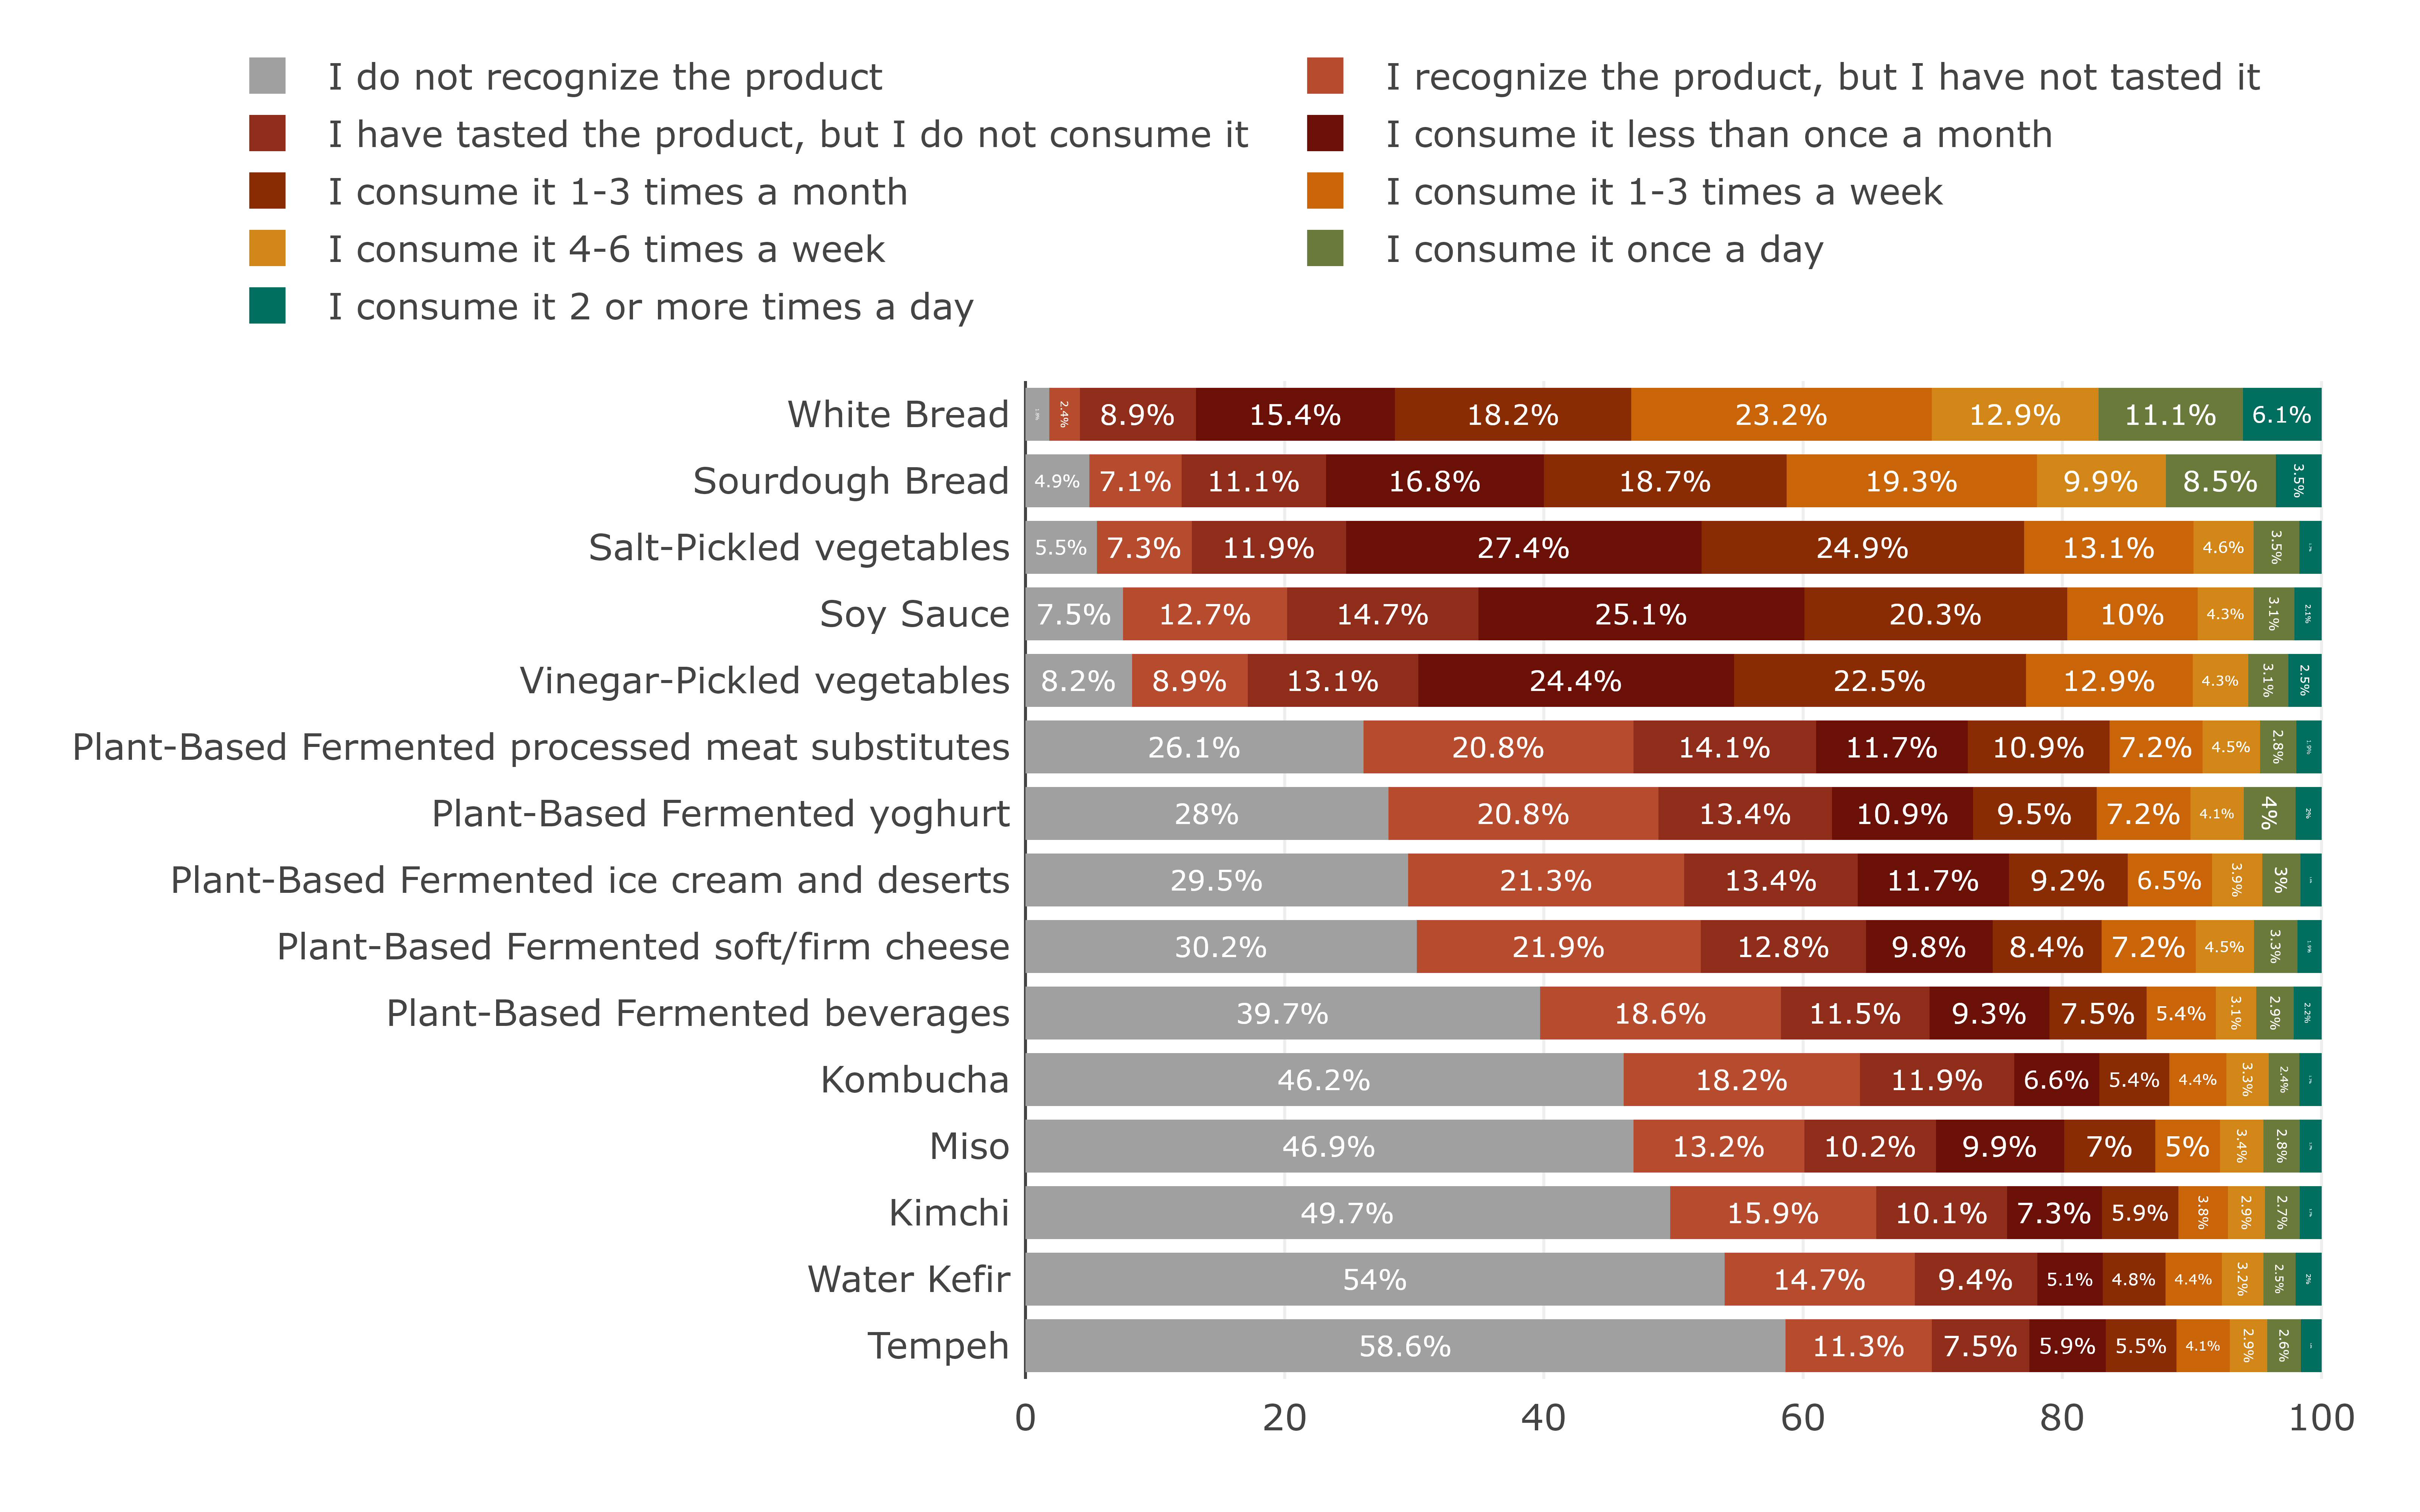 I do not recognize the product
I recognize the product, but I have not tasted it
I have tasted the product, but I do not consume it
I consume it less than once a month
I consume it 1-3 times a month
I consume it 1-3 times a week
I consume it 4-6 times a week
I consume it once a day
I consume it 2 or more times a day
White Bread 2.4% 8.9% 15.4% 18.2% 23.2% 12.9% 11.1% 6.1%
Sourdough Bread 4.9% 7.1% 11.1% 16.8% 18.7% 19.3% 9.9% 8.5% 3.5%
Salt-Pickled vegetables 5.5% 7.3% 11.9% 27.4% 24.9% 13.1% 4.6% 3.5%
Soy Sauce 7.5% 12.7% 14.7% 25.1% 20.3% 10% 4.3% 3.1% 2.1%
Vinegar-Pickled vegetables 8.2% 8.9% 13.1% 24.4% 22.5% 12.9% 4.3% 3.1% 2.5%
Plant-Based Fermented processed meat substitutes 26.1% 20.8% 14.1% 11.7% 10.9% 7.2% 4.5% 2.8% 1.9%
Plant-Based Fermented yoghurt 28% 20.8% 13.4% 10.9% 9.5% 7.2% 4.1% 4% 2%
Plant-Based Fermented ice cream and deserts 29.5% 21.3% 13.4% 11.7% 9.2% 6.5% 3.9% 3%
Plant-Based Fermented soft/firm cheese 30.2% 21.9% 12.8% 9.8% 8.4% 7.2% 4.5% 3.3% 1.9%
Plant-Based Fermented beverages 39.7% 18.6% 11.5% 9.3% 7.5% 5.4% 3.1% 2.9% 2.2%
Kombucha 46.2% 18.2% 11.9% 6.6% 5.4% 4.4% 3.3% 2.4%
Miso 46.9% 13.2% 10.2% 9.9% 7% 5% 3.4% 2.8%
Kimchi 49.7% 15.9% 10.1% 7.3% 5.9% 3.8% 2.9% 2.7%
Water Kefir 54% 14.7% 9.4% 5.1% 4.8% 4.4% 3.2% 2.5% 2%
Tempeh 58.6% 11.3% 7.5% 5.9% 5.5% 4.1% 2.9% 2.6%
0 20 40 60 80 100